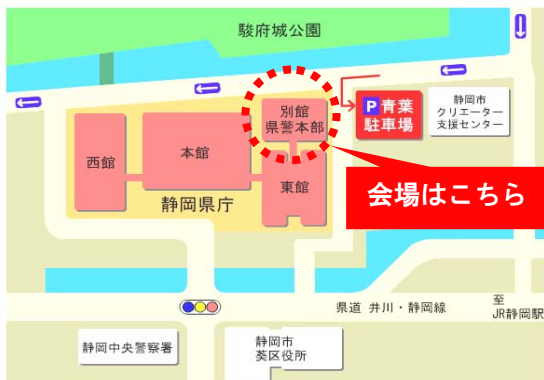 駿府城公園
別館
県警本部
P 青葉
駐車場
静岡市
クリエーター
支援センター
西館
本館
東館
会場はこちら
静岡県庁
県道 井川・静岡線
至
JR静岡駅
静岡中央警察署
静岡市
葵区役所